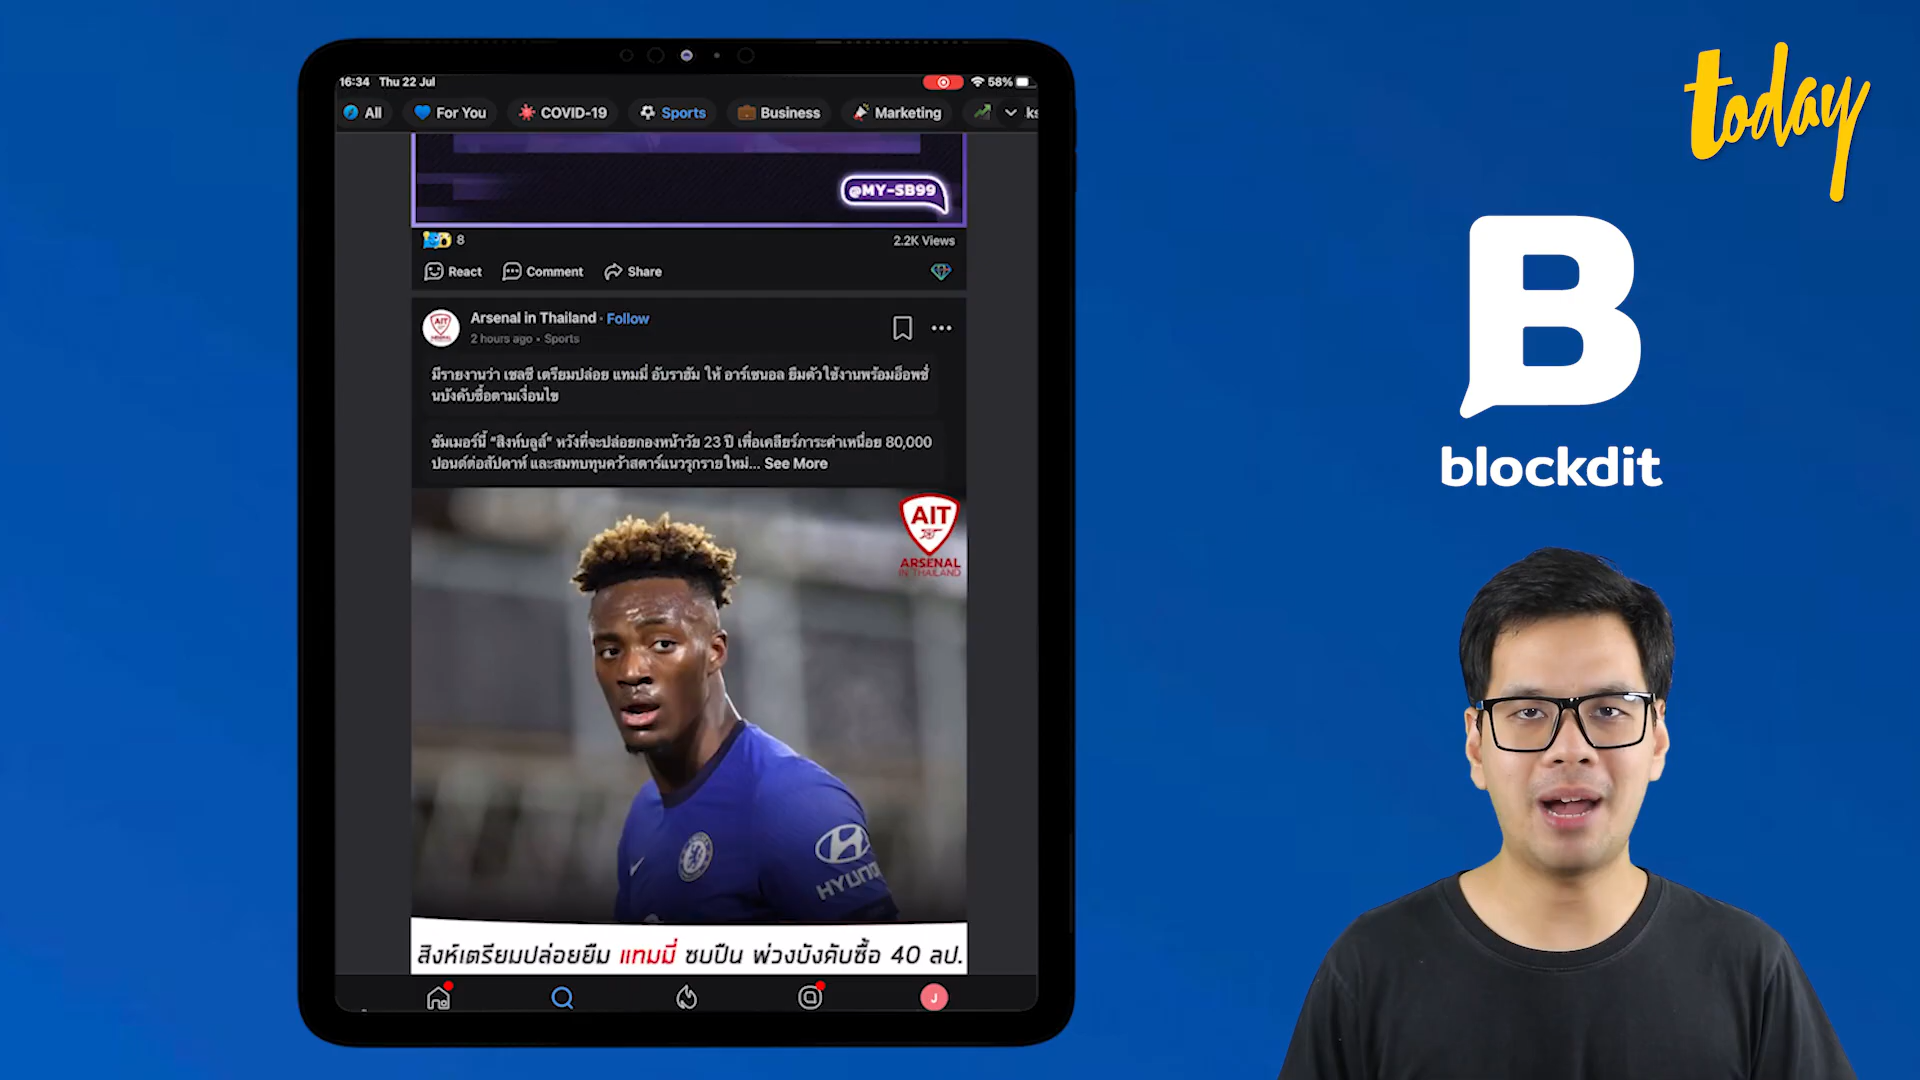 today
16:34 Thu 22 Jul
58%
All
For You
COVID-19
Sports
Business
Marketing
ks
@MY-SB99
8
2.2K Views
React
Comment
Share
AIT
Arsenal in Thailand · Follow
2 hours ago • Sports
มีรายงานว่า เชลซี เตรียมปล่อย แทมมี่ อับราฮัม ให้ อาร์เซนอล ยืมตัวใช้งานพร้อมอ็อพชั่
นบังคับซื้อตามเงื่อนไข
ซัมเมอร์นี้ “สิงห์บลูส์” หวังที่จะปล่อยกองหน้าวัย 23 ปี เพื่อเคลียร์ภาระค่าเหนื่อย 80,000
ปอนด์ต่อสัปดาห์ และสมทบทุนคว้าสตาร์แนวรุกรายใหม่... See More
AIT
ARSENAL
IN THAILAND
HYUND
สิงห์เตรียมปล่อยยืม แทมมี่ ซบปืน พ่วงบังคับซื้อ 40 ลป.
J
B
blockdit